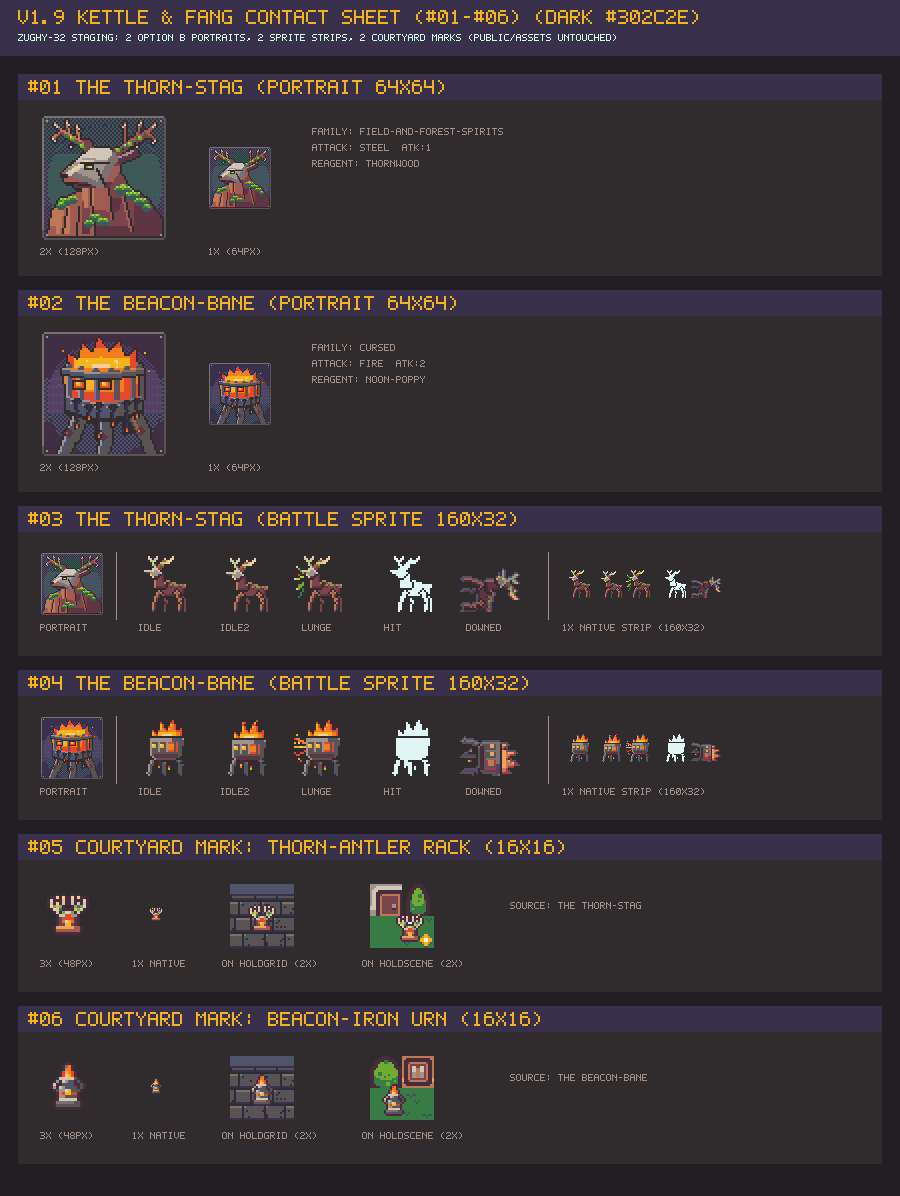 V1.9 KETTLE & FANG CONTACT SHEET (#01-#06) (DARK #302C2E)
ZUGHY-32 STAGING: 2 OPTION B PORTRAITS, 2 SPRITE STRIPS, 2 COURTYARD MARKS (PUBLIC/ASSETS UNTOUCHED)
#01 THE THORN-STAG (PORTRAIT 64X64)
FAMILY: FIELD-AND-FOREST-SPIRITS
ATTACK: STEEL ATK:1
REAGENT: THORNWOOD
2X (128PX)
1X (64PX)
#02 THE BEACON-BANE (PORTRAIT 64X64)
FAMILY: CURSED
ATTACK: FIRE ATK:2
REAGENT: NOON-POPPY
2X (128PX)
1X (64PX)
#03 THE THORN-STAG (BATTLE SPRITE 160X32)
PORTRAIT
IDLE
IDLE2
LUNGE
HIT
DOWNED
1X NATIVE STRIP (160X32)
#04 THE BEACON-BANE (BATTLE SPRITE 160X32)
PORTRAIT
IDLE
IDLE2
LUNGE
HIT
DOWNED
1X NATIVE STRIP (160X32)
#05 COURTYARD MARK: THORN-ANTLER RACK (16X16)
SOURCE: THE THORN-STAG
3X (48PX)
1X NATIVE
ON HOLDGRID (2X)
ON HOLDSCENE (2X)
#06 COURTYARD MARK: BEACON-IRON URN (16X16)
SOURCE: THE BEACON-BANE
3X (48PX)
1X NATIVE
ON HOLDGRID (2X)
ON HOLDSCENE (2X)